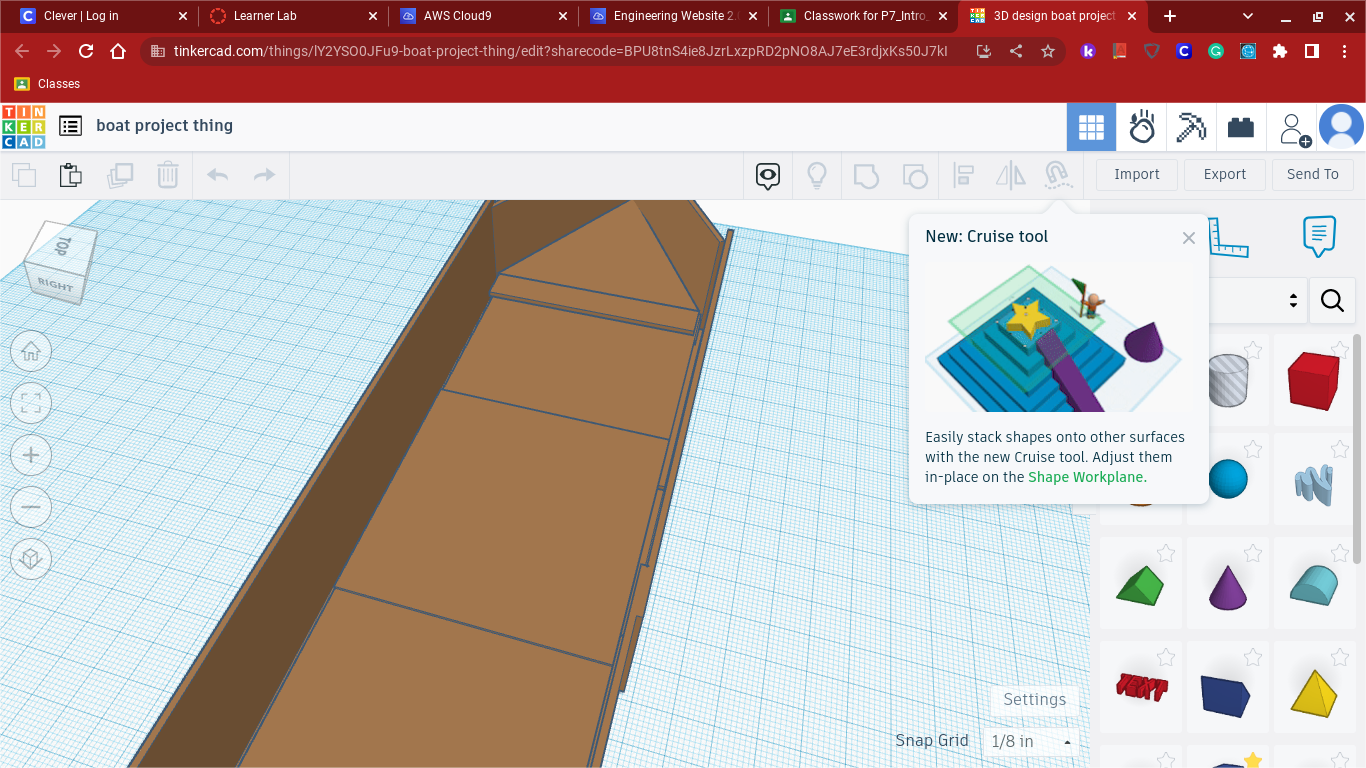 Clever | Log in
Learner Lab
AWS Cloud9
Engineering Website 2.
Classwork for P7_Intro_
3D design boat project
tinkercad.com/things/lY2YSO0JFu9-boat-project-thing/edit?sharecode=BPU8tnS4ie8JzrLxzpRD2pNO8AJ7eE3rdjxKs50J7kI
Classes
TIN
KER
CAD
boat project thing
Import
Export
Send To
TOP
RIGHT
New: Cruise tool
Easily stack shapes onto other surfaces
with the new Cruise tool. Adjust them
in-place on the Shape Workplane.
TEXT
Settings
Snap Grid
1/8 in